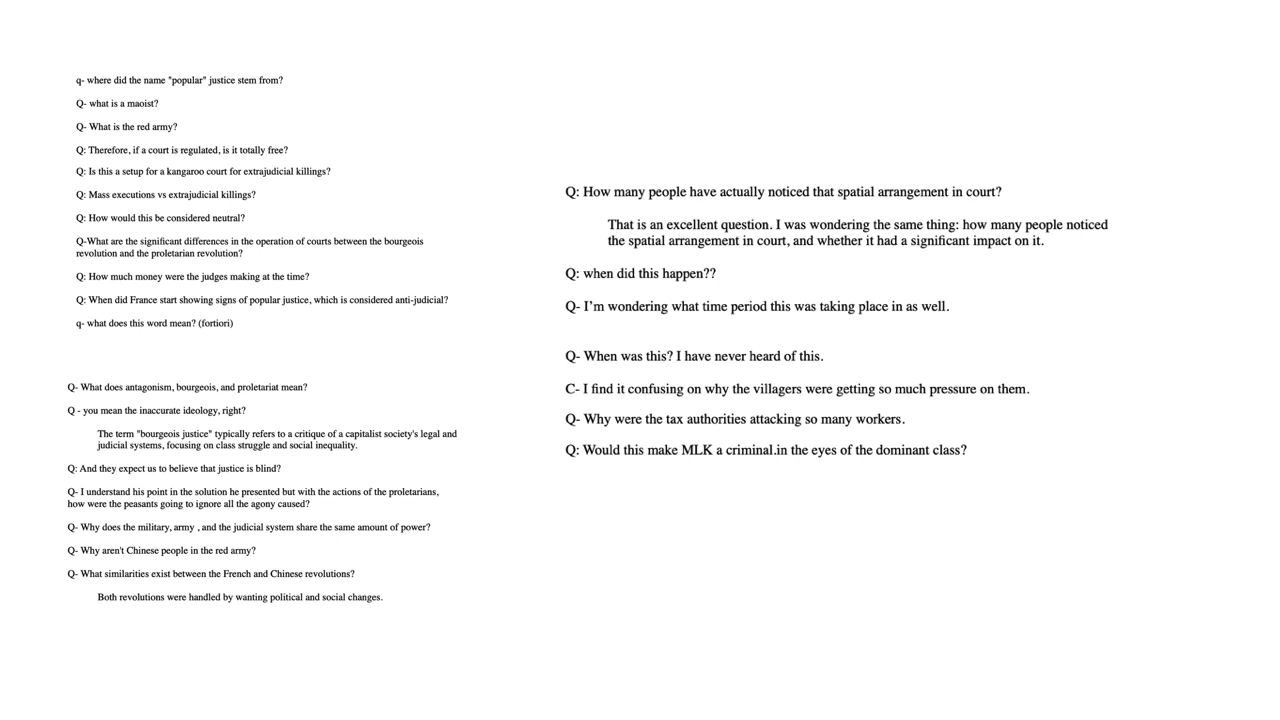 q- where did the name "popular" justice stem from?
Q- what is a maoist?
Q- What is the red army?
Q: Therefore, if a court is regulated, is it totally free?
Q: Is this a setup for a kangaroo court for extrajudicial killings?
Q: Mass executions vs extrajudicial killings?
Q: How would this be considered neutral?
Q-What are the significant differences in the operation of courts between the bourgeois
revolution and the proletarian revolution?
Q: How much money were the judges making at the time?
Q: When did France start showing signs of popular justice, which is considered anti-judicial?
q- what does this word mean? (fortiori)
Q- What does antagonism, bourgeois, and proletariat mean?
Q - you mean the inaccurate ideology, right?
The term "bourgeois justice" typically refers to a critique of a capitalist society's legal and
judicial systems, focusing on class struggle and social inequality.
Q: And they expect us to believe that justice is blind?
Q- I understand his point in the solution he presented but with the actions of the proletarians,
how were the peasants going to ignore all the agony caused?
Q- Why does the military, army , and the judicial system share the same amount of power?
Q- Why aren't Chinese people in the red army?
Q- What similarities exist between the French and Chinese revolutions?
Both revolutions were handled by wanting political and social changes.
Q: How many people have actually noticed that spatial arrangement in court?
That is an excellent question. I was wondering the same thing: how many people noticed
the spatial arrangement in court, and whether it had a significant impact on it.
Q: when did this happen??
Q- I'm wondering what time period this was taking place in as well.
Q- When was this? I have never heard of this.
C- I find it confusing on why the villagers were getting so much pressure on them.
Q- Why were the tax authorities attacking so many workers.
Q: Would this make MLK a criminal.in the eyes of the dominant class?